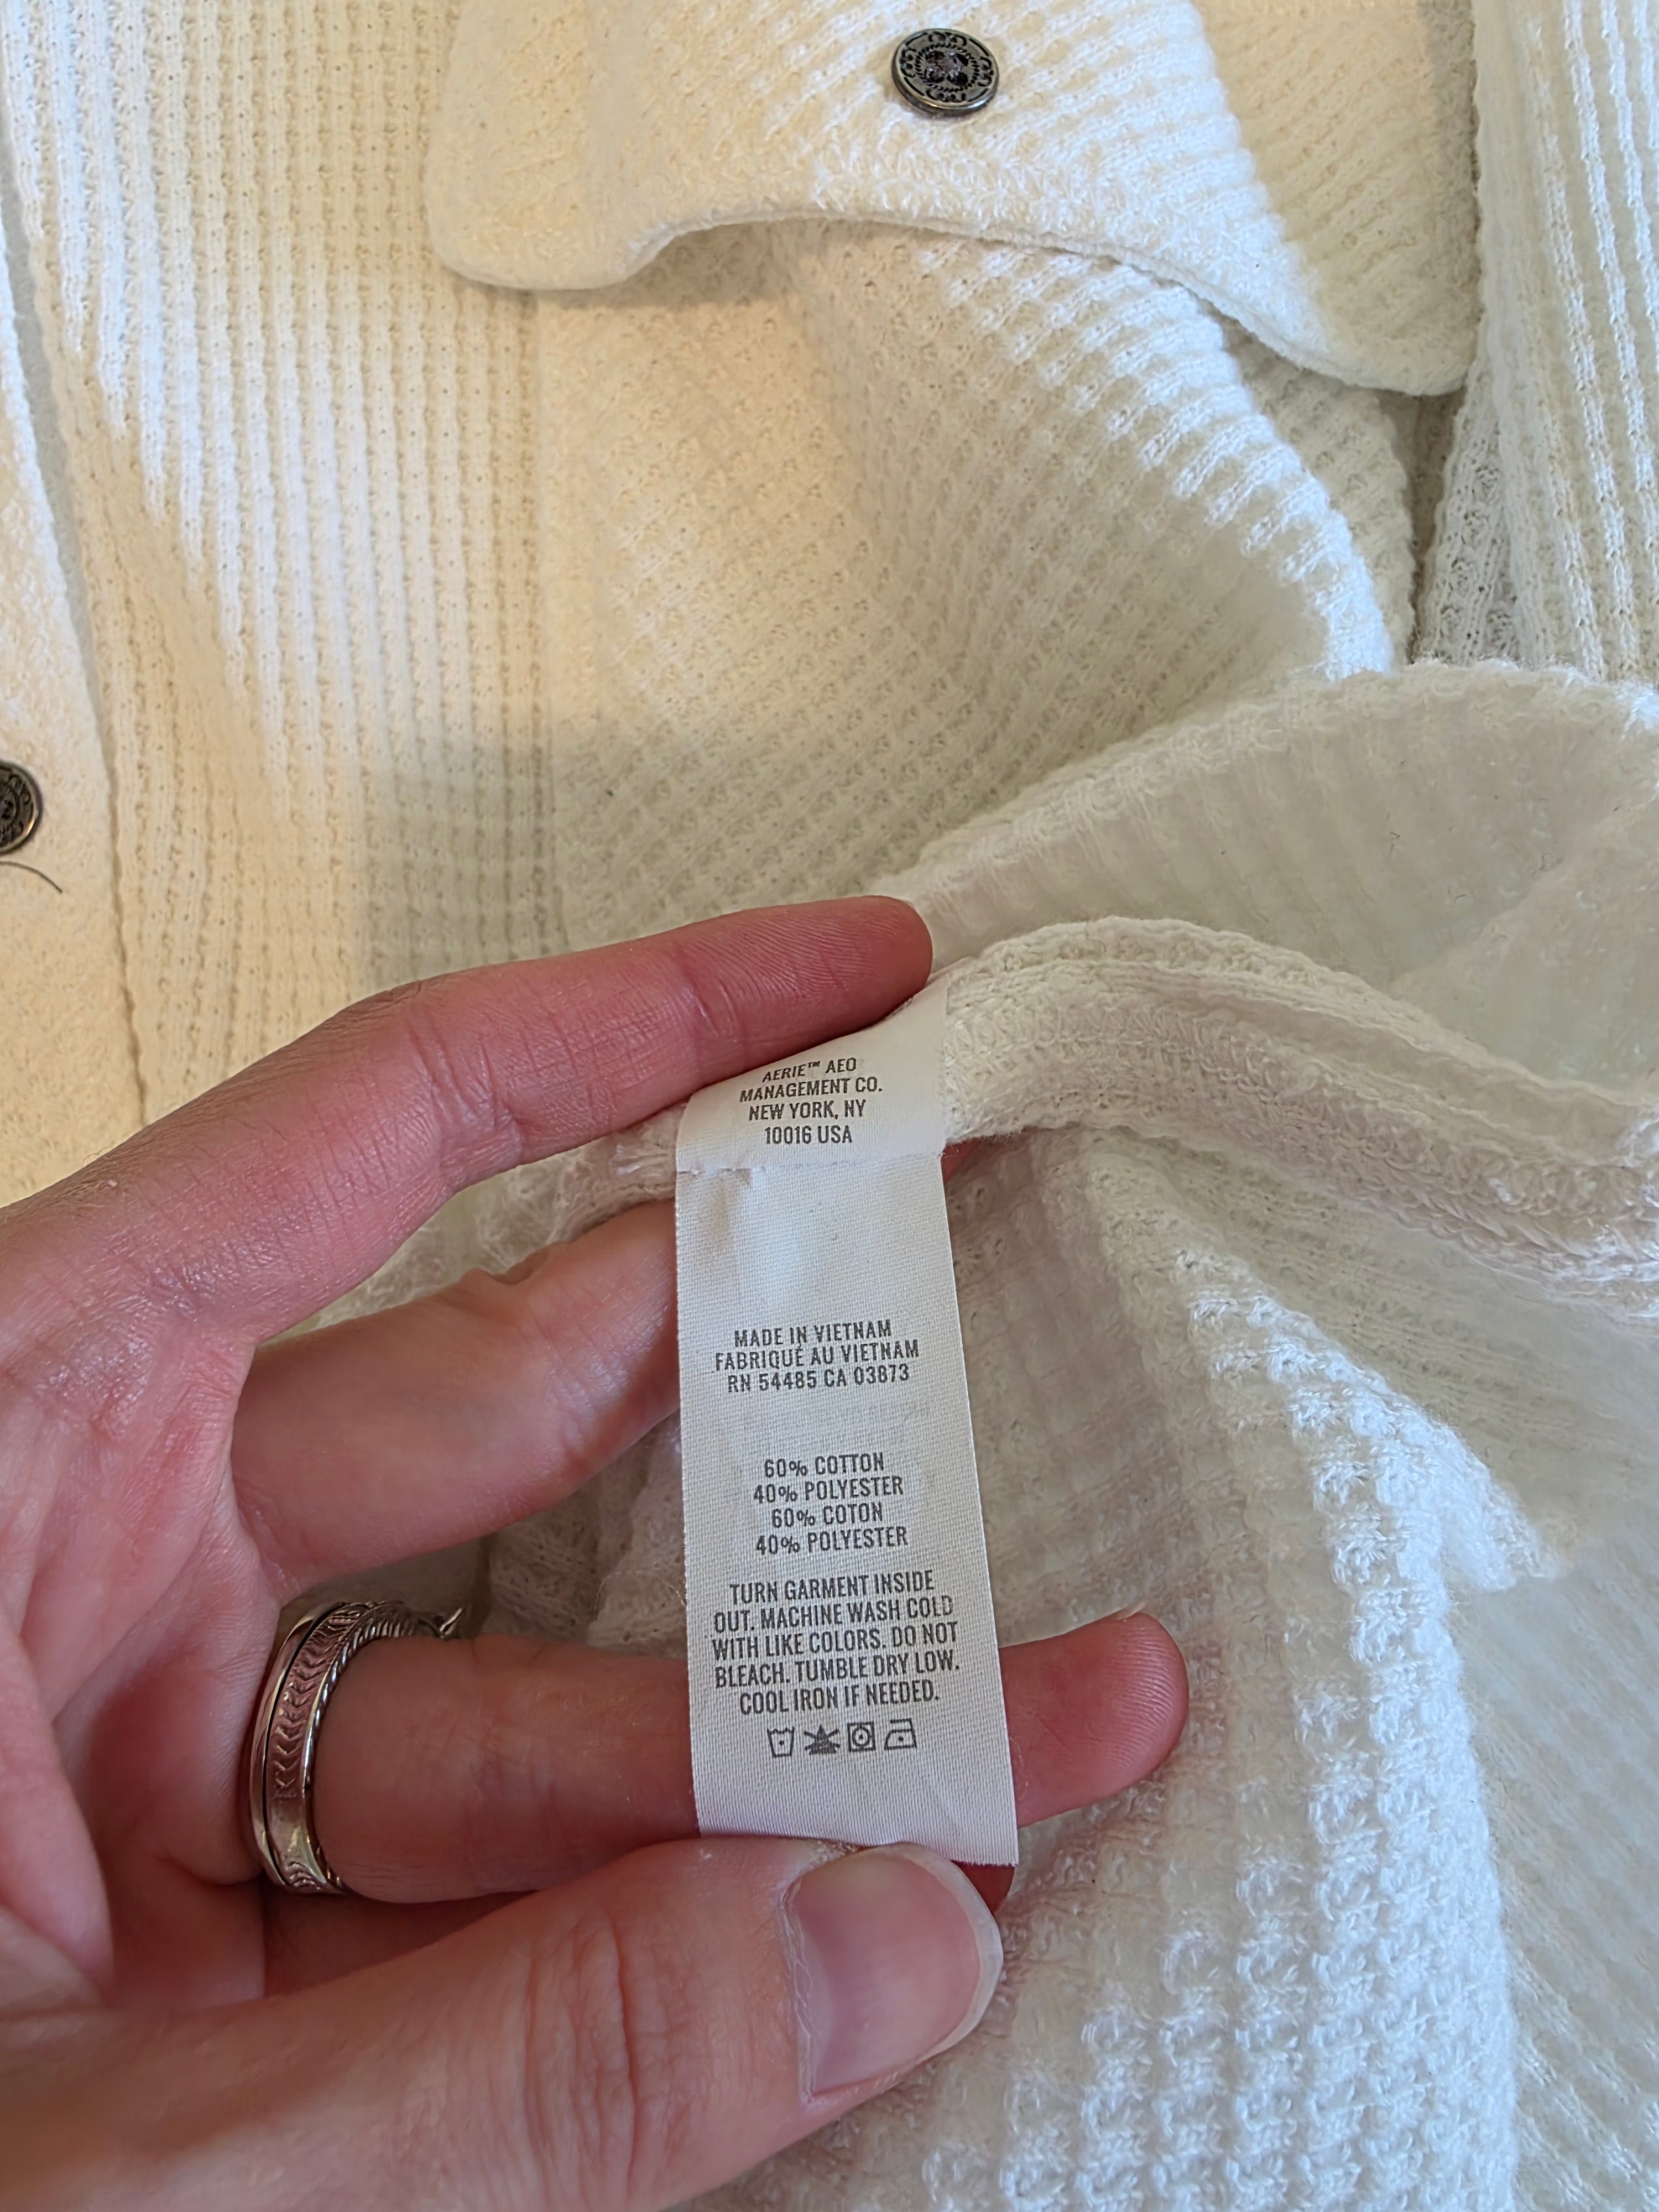 AERIE™ AEO
MANAGEMENT CO.
NEW YORK, NY
10016 USA
MADE IN VIETNAM
FABRIQUÉ AU VIETNAM
RN 54485 CA 03873
60% COTTON
40% POLYESTER
60% COTON
40% POLYESTER
TURN GARMENT INSIDE
OUT. MACHINE WASH COLD
WITH LIKE COLORS. DO NOT
BLEACH. TUMBLE DRY LOW.
COOL IRON IF NEEDED.